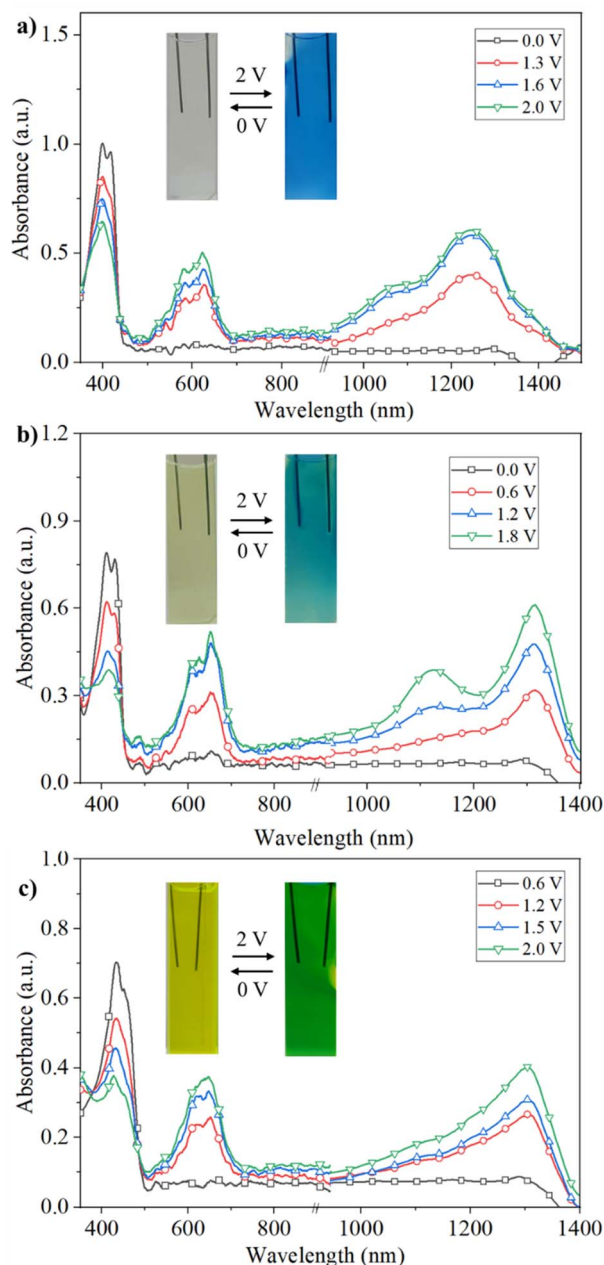 a)
1.5
1.0
0.5
0.0
Absorbance (a.u.)
2 V
0 V
0.0 V
1.3 V
1.6 V
2.0 V
400 600 800 1000 1200 1400
Wavelength (nm)
b)
1.2
0.9
0.6
0.3
0.0
Absorbance (a.u.)
2 V
0 V
0.0 V
0.6 V
1.2 V
1.8 V
400 600 800 1000 1200 1400
Wavelength (nm)
c)
1.0
0.8
0.6
0.4
0.2
0.0
Absorbance (a.u.)
2 V
0 V
0.6 V
1.2 V
1.5 V
2.0 V
400 600 800 1000 1200 1400
Wavelength (nm)